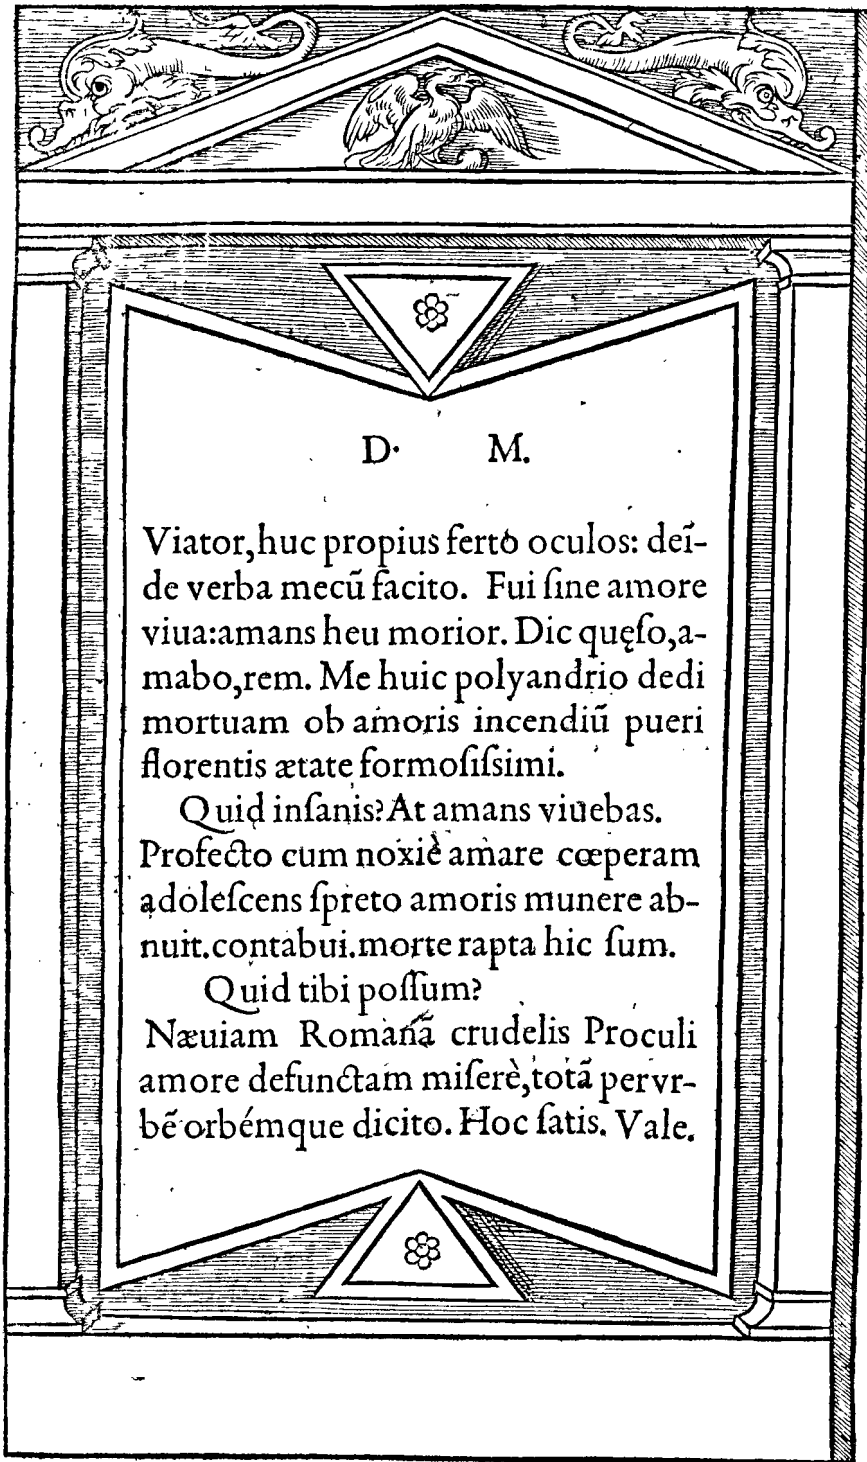 D· M.
Viator,huc propius ferto oculos: deĩ-
de verba mecũ facito. Fui ſine amore
viua:amans heu morior. Dic quęſo,a-
mabo,rem. Me huic polyandrio dedi
mortuam ob amoris incendiũ pueri
florentis ætate formoſiſsimi.
Quid inſanis? At amans viuebas.
Profecto cum noxiè amare cœperam
adoleſcens ſpreto amoris munere ab-
nuit.contabui.morte rapta hic ſum.
Quid tibi poſſum?
Næuiam Romanã crudelis Proculi
amore defunctam miſerè,totã per vr-
bẽ orbémque dicito. Hoc ſatis. Vale.